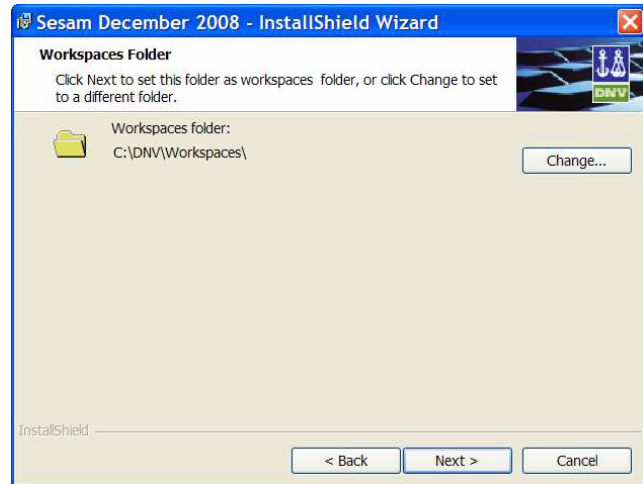 Sesam December 2008 - InstallShield Wizard
Workspaces Folder
Click Next to set this folder as workspaces folder, or click Change to set
to a different folder.
DNV
Workspaces folder:
C:\DNV\Workspaces\
Change...
InstallShield
< Back
Next >
Cancel